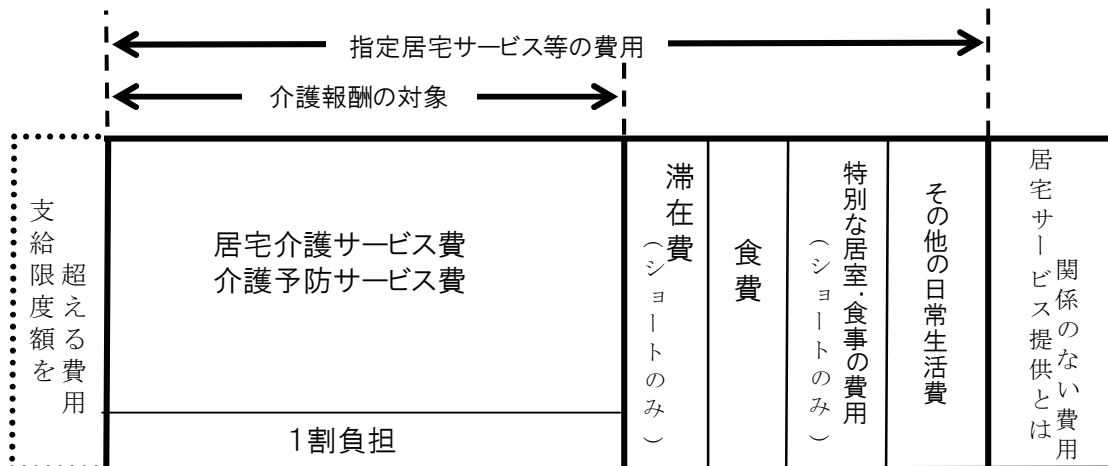 指定居宅サービス等の費用
介護報酬の対象
支給限度額を
超える費用
居宅介護サービス費
介護予防サービス費
1割負担
滞在費
（ショートのみ）
食費
特別な居室・食事の費用
（ショートのみ）
その他の日常生活費
居宅サービス提供とは
関係のない費用